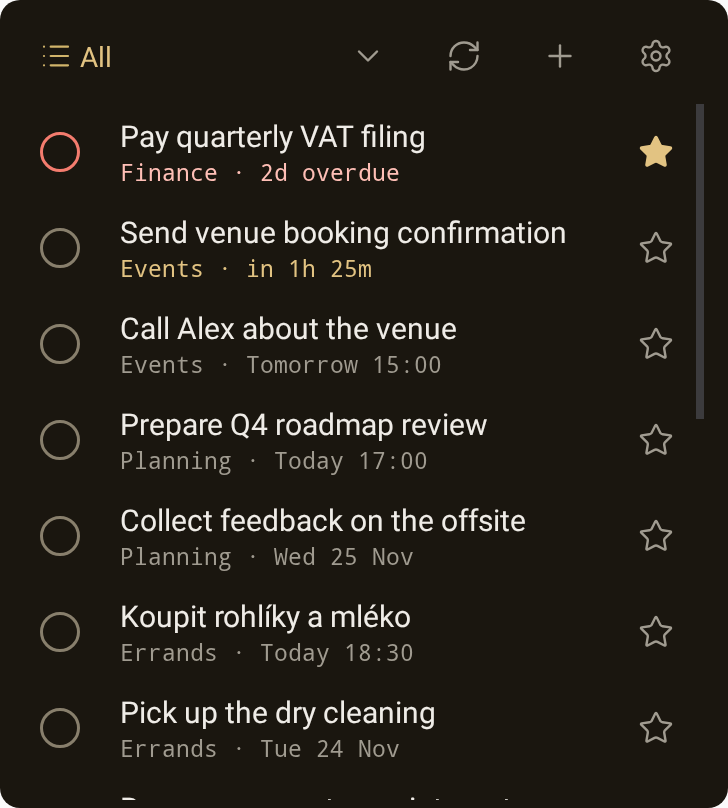 All
Pay quarterly VAT filing
Finance · 2d overdue
Send venue booking confirmation
Events · in 1h 25m
Call Alex about the venue
Events · Tomorrow 15:00
Prepare Q4 roadmap review
Planning · Today 17:00
Collect feedback on the offsite
Planning · Wed 25 Nov
Koupit rohlíky a mléko
Errands · Today 18:30
Pick up the dry cleaning
Errands · Tue 24 Nov